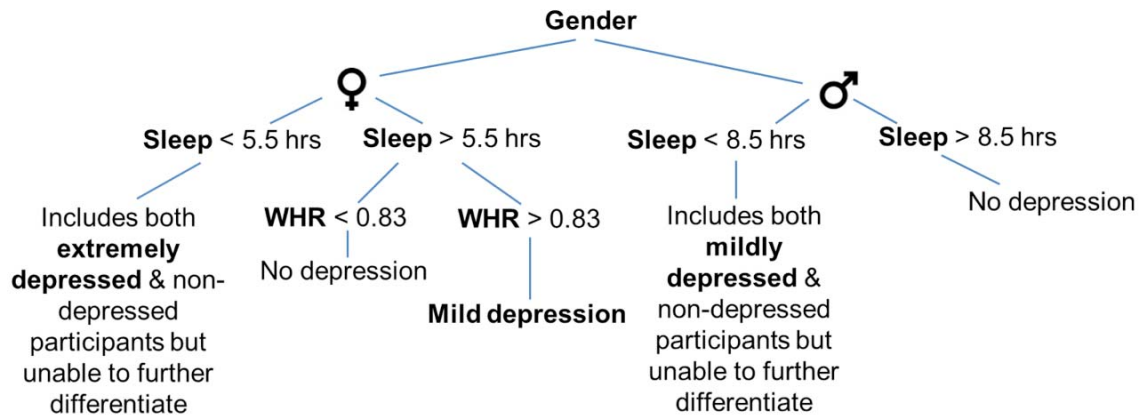 Gender
♀
♂
Sleep < 5.5 hrs
Sleep > 5.5 hrs
Sleep < 8.5 hrs
Sleep > 8.5 hrs
Includes both
extremely
depressed & non-
depressed
participants but
unable to further
differentiate
WHR < 0.83
No depression
WHR > 0.83
Mild depression
Includes both
mildly
depressed &
non-depressed
participants but
unable to further
differentiate
No depression